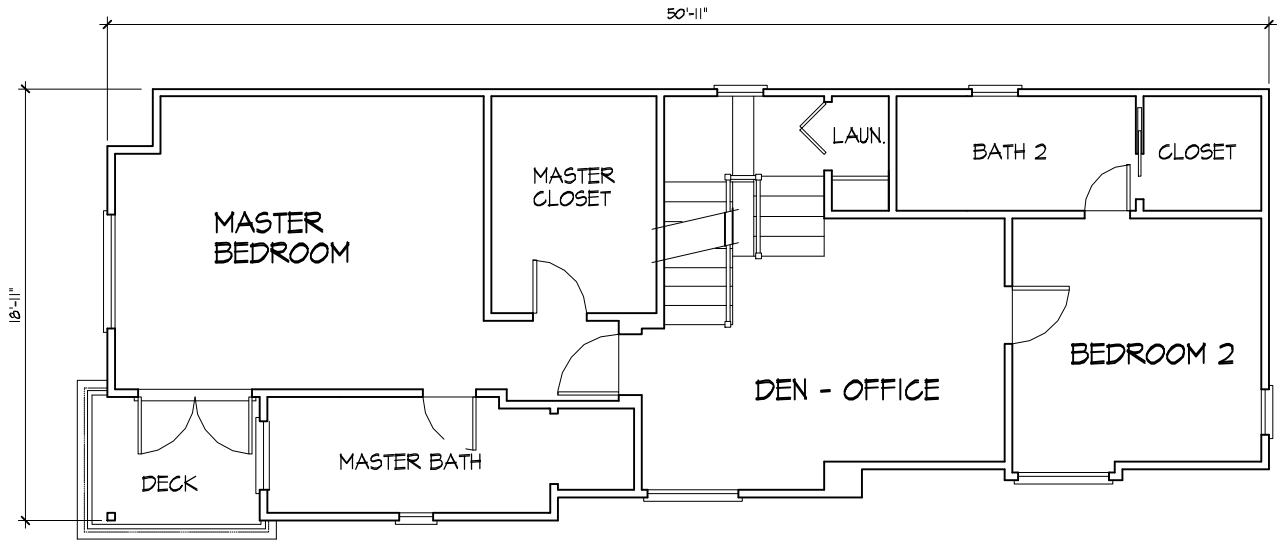 50'-11"
18'-11"
MASTER
BEDROOM
MASTER
CLOSET
LAUN.
BATH 2
CLOSET
DEN - OFFICE
BEDROOM 2
DECK
MASTER BATH